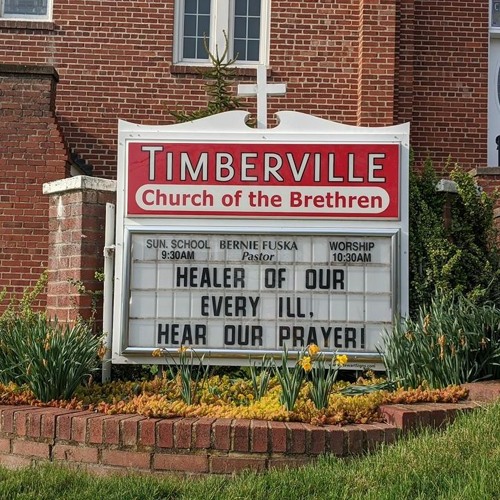 TIMBERVILLE
Church of the Brethren
SUN. SCHOOL BERNIE FUSKA WORSHIP
9:30AM Pastor 10:30AM
HEALER OF OUR
EVERY ILL,
HEAR OUR PRAYER!